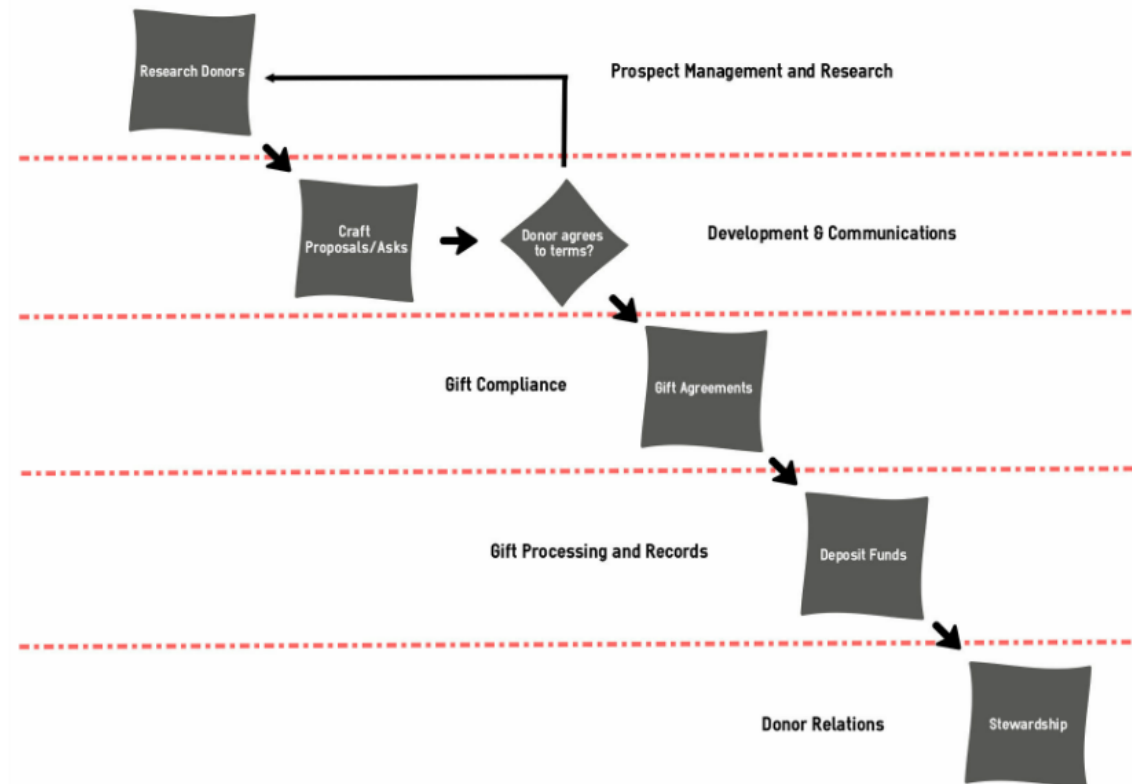 Research Donors
Prospect Management and Research
Craft
Proposals/Asks
Donor agrees
to terms?
Development & Communications
Gift Compliance
Gift Agreements
Gift Processing and Records
Deposit Funds
Donor Relations
Stewardship